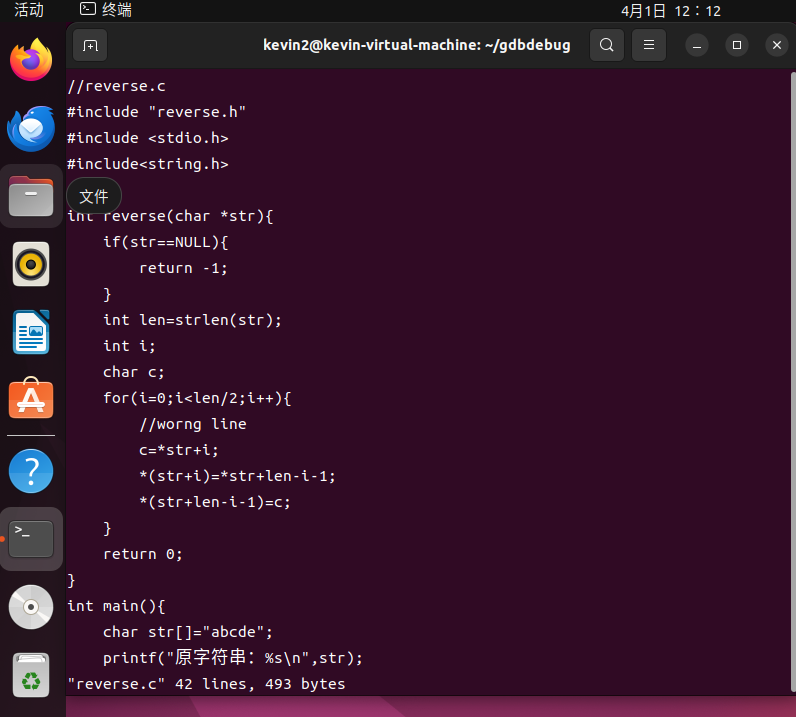 活动 终端 4月1日 12：12
kevin2@kevin-virtual-machine: ~/gdbdebug
//reverse.c
#include "reverse.h"
#include <stdio.h>
#include<string.h>
文件
int reverse(char *str){
    if(str==NULL){
        return -1;
    }
    int len=strlen(str);
    int i;
    char c;
    for(i=0;i<len/2;i++){
        //worng line
        c=*str+i;
        *(str+i)=*str+len-i-1;
        *(str+len-i-1)=c;
    }
    return 0;
}
int main(){
    char str[]="abcde";
    printf("原字符串：%s\n",str);
"reverse.c" 42 lines, 493 bytes